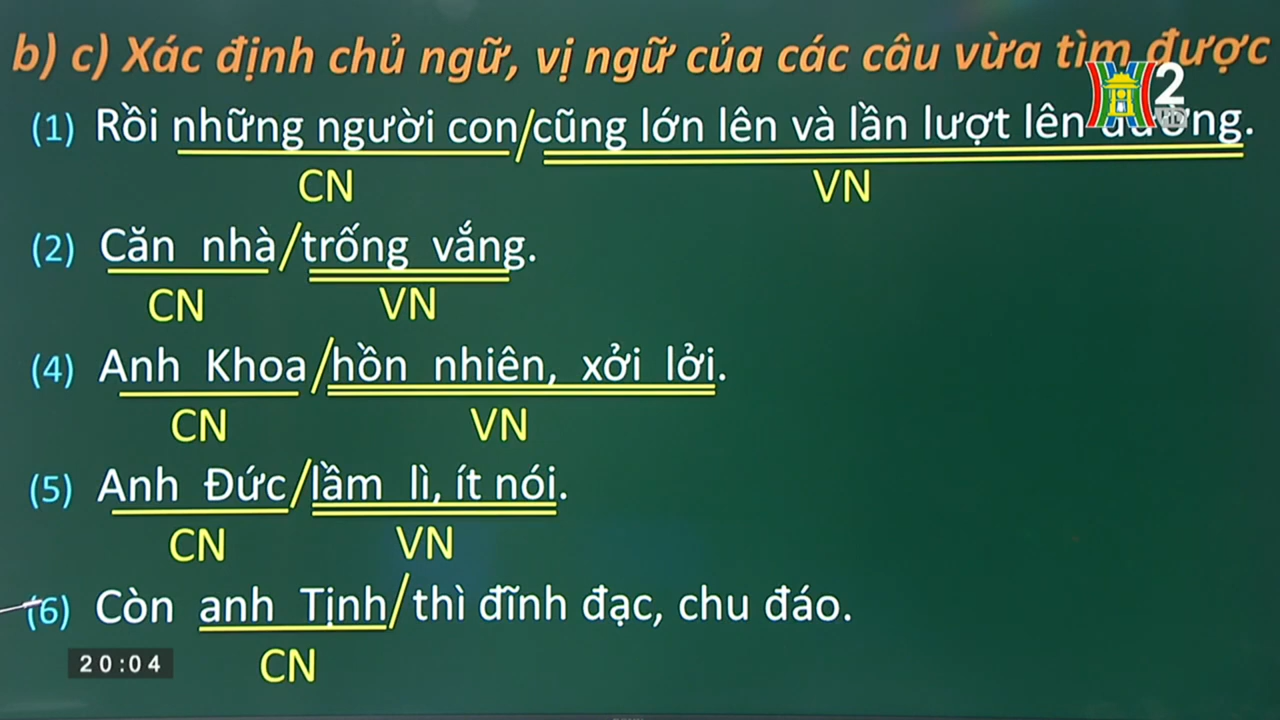 b) c) Xác định chủ ngữ, vị ngữ của các câu vừa tìm được
(1) Rồi những người con/cũng lớn lên và lần lượt lên đường.
CN VN
(2) Căn nhà/trống vắng.
CN VN
(4) Anh Khoa/hồn nhiên, xởi lởi.
CN VN
(5) Anh Đức/lầm lì, ít nói.
CN VN
(6) Còn anh Tịnh/thì đĩnh đạc, chu đáo.
CN
20:04
2
HD